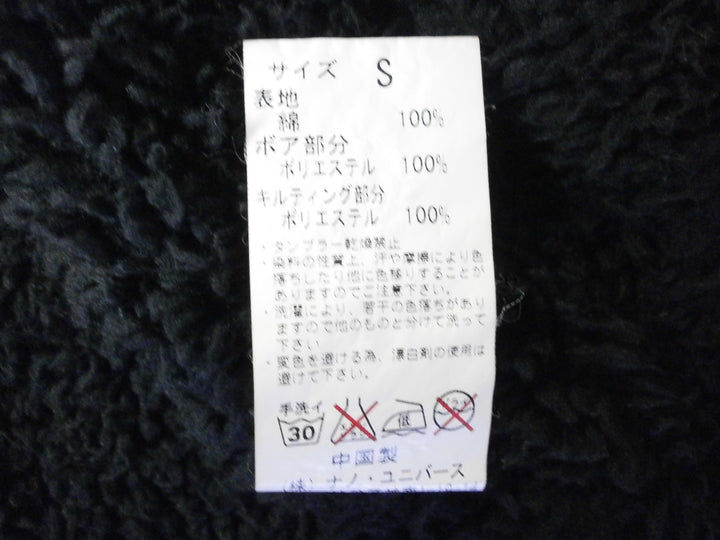 サイズ S
表地
綿 100%
ボア部分
ポリエステル 100%
キルティング部分
ポリエステル 100%
・タンブラー乾燥禁止
・染料の性質上、汗や摩擦により色
落ちしたり他に色移りすることが
ありますのでご注意下さい。
・洗濯により、若干の色落ちがあり
ますので他のものと分けて洗って
下さい
・変色を避ける為、漂白剤の使用は
避けて下さい。
手洗イ
30 低
中国製
(株)ナノ・ユニバース